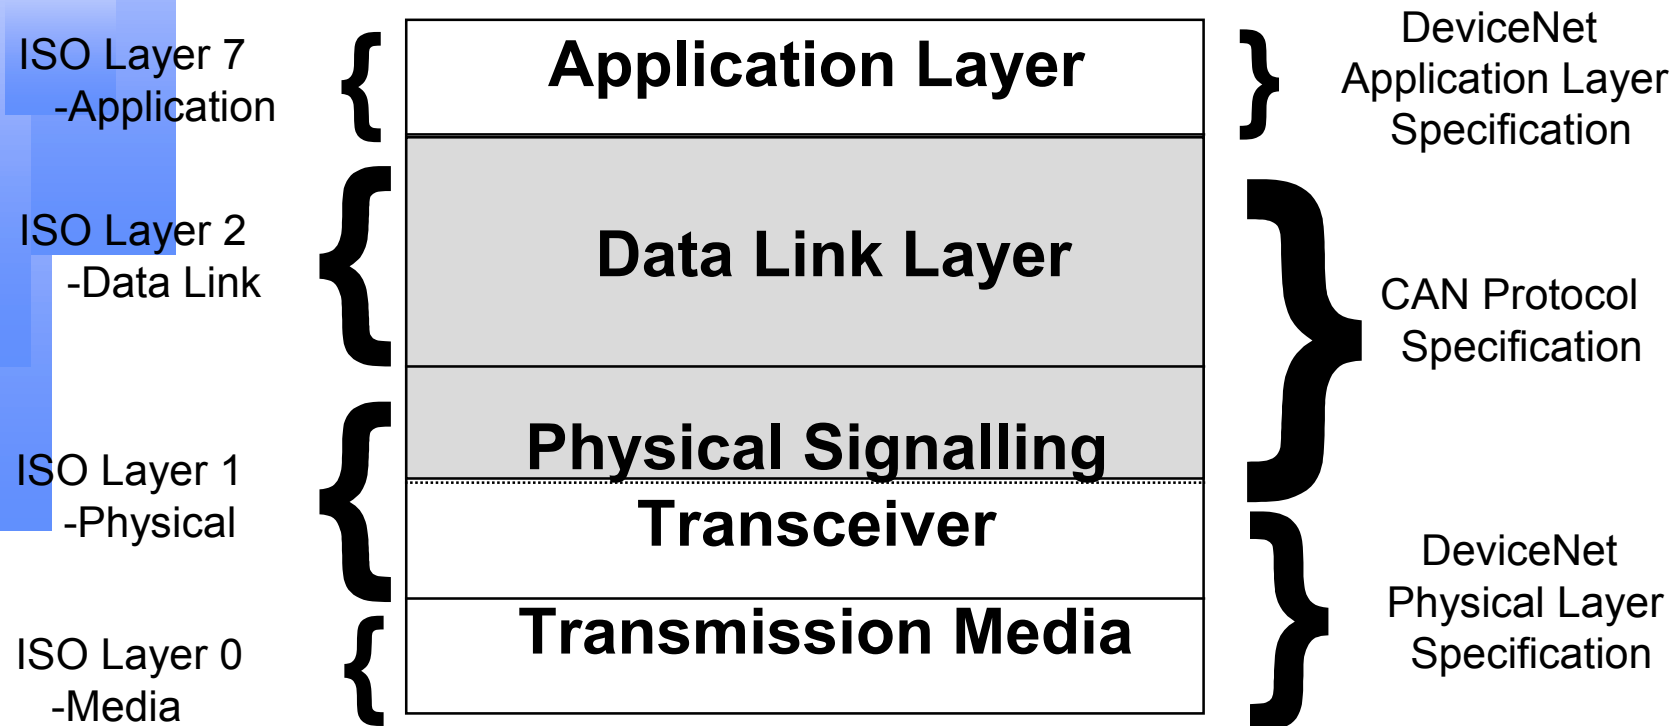 ISO Layer 7
-Application
Application Layer
DeviceNet
Application Layer
Specification
ISO Layer 2
-Data Link
Data Link Layer
CAN Protocol
Specification
ISO Layer 1
-Physical
Physical Signalling
Transceiver
DeviceNet
Physical Layer
Specification
ISO Layer 0
-Media
Transmission Media